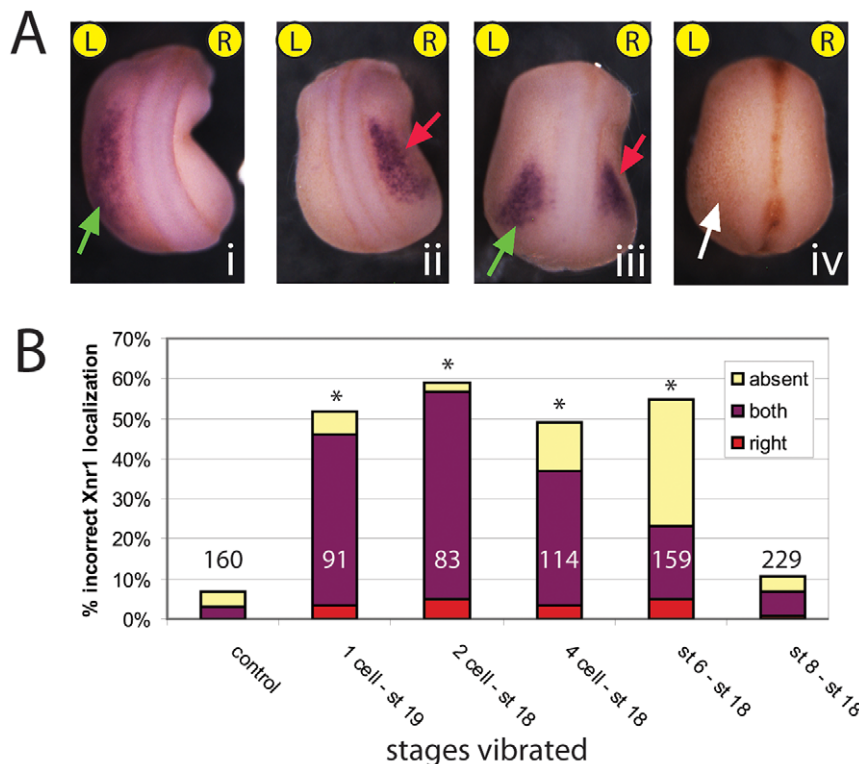 A
L R
L R
L R
L R
i
ii
iii
iv
B
% incorrect Xnr1 localization
70%
60%
50%
40%
30%
20%
10%
0%
* * * * 
absent
both
right
160 91 83 114 159 229
control
1 cell - st 19
2 cell - st 18
4 cell - st 18
st 6 - st 18
st 8 - st 18
stages vibrated